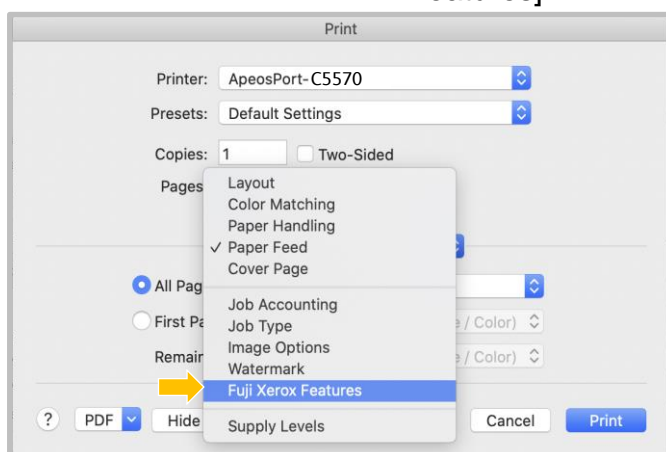 Print
Printer: ApeosPort-C5570
Presets: Default Settings
Copies: 1 Two-Sided
Pages
Layout
Color Matching
Paper Handling
✓ Paper Feed
Cover Page
All Pag
Job Accounting
First Pa
Job Type
e / Color)
Image Options
Remain
e / Color)
Watermark
Fuji Xerox Features
? PDF Hide
Supply Levels
Cancel Print